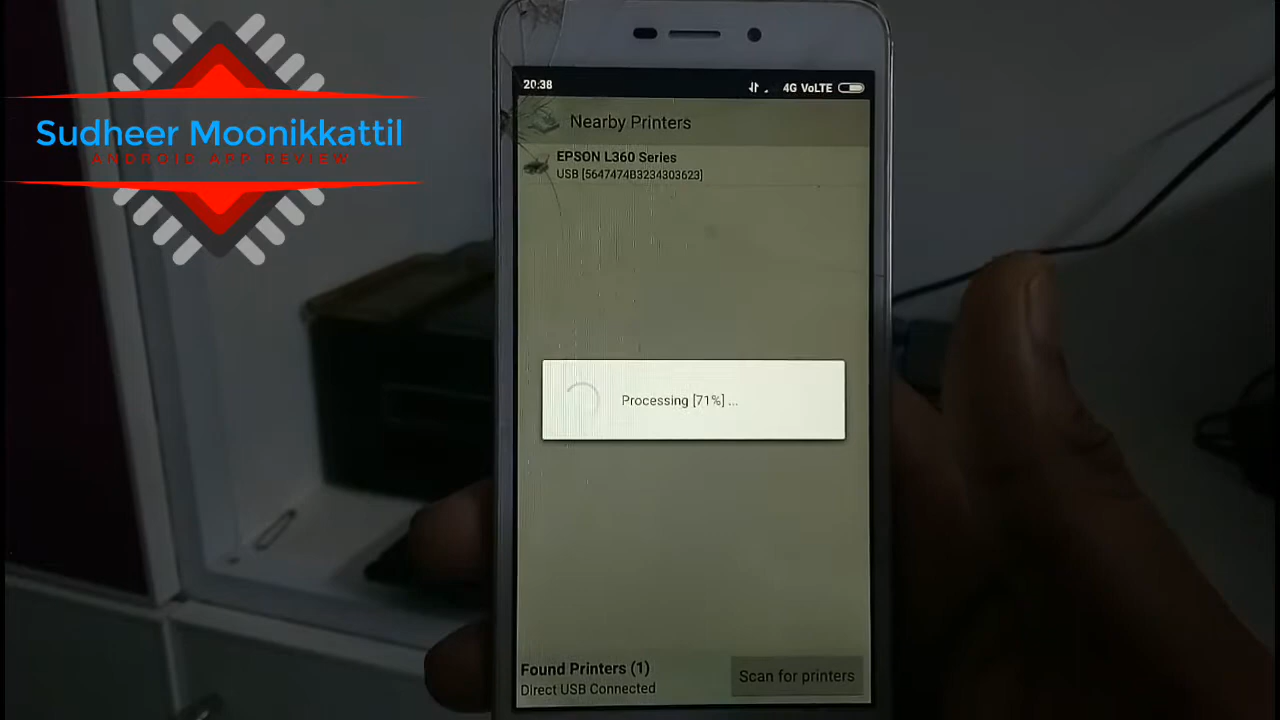 Sudheer Moonikkattil
ANDROID APP REVIEW
20:38
4G VoLTE
Nearby Printers
EPSON L360 Series
USB [5647474B3234303623]
Processing [71%] ...
Found Printers (1)
Direct USB Connected
Scan for printers